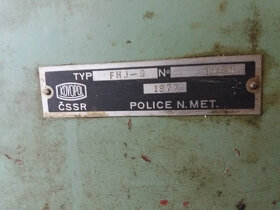 TYP FHJ-9 Nº
KOVOPOL 1977
ČSSR POLICE N. MET.